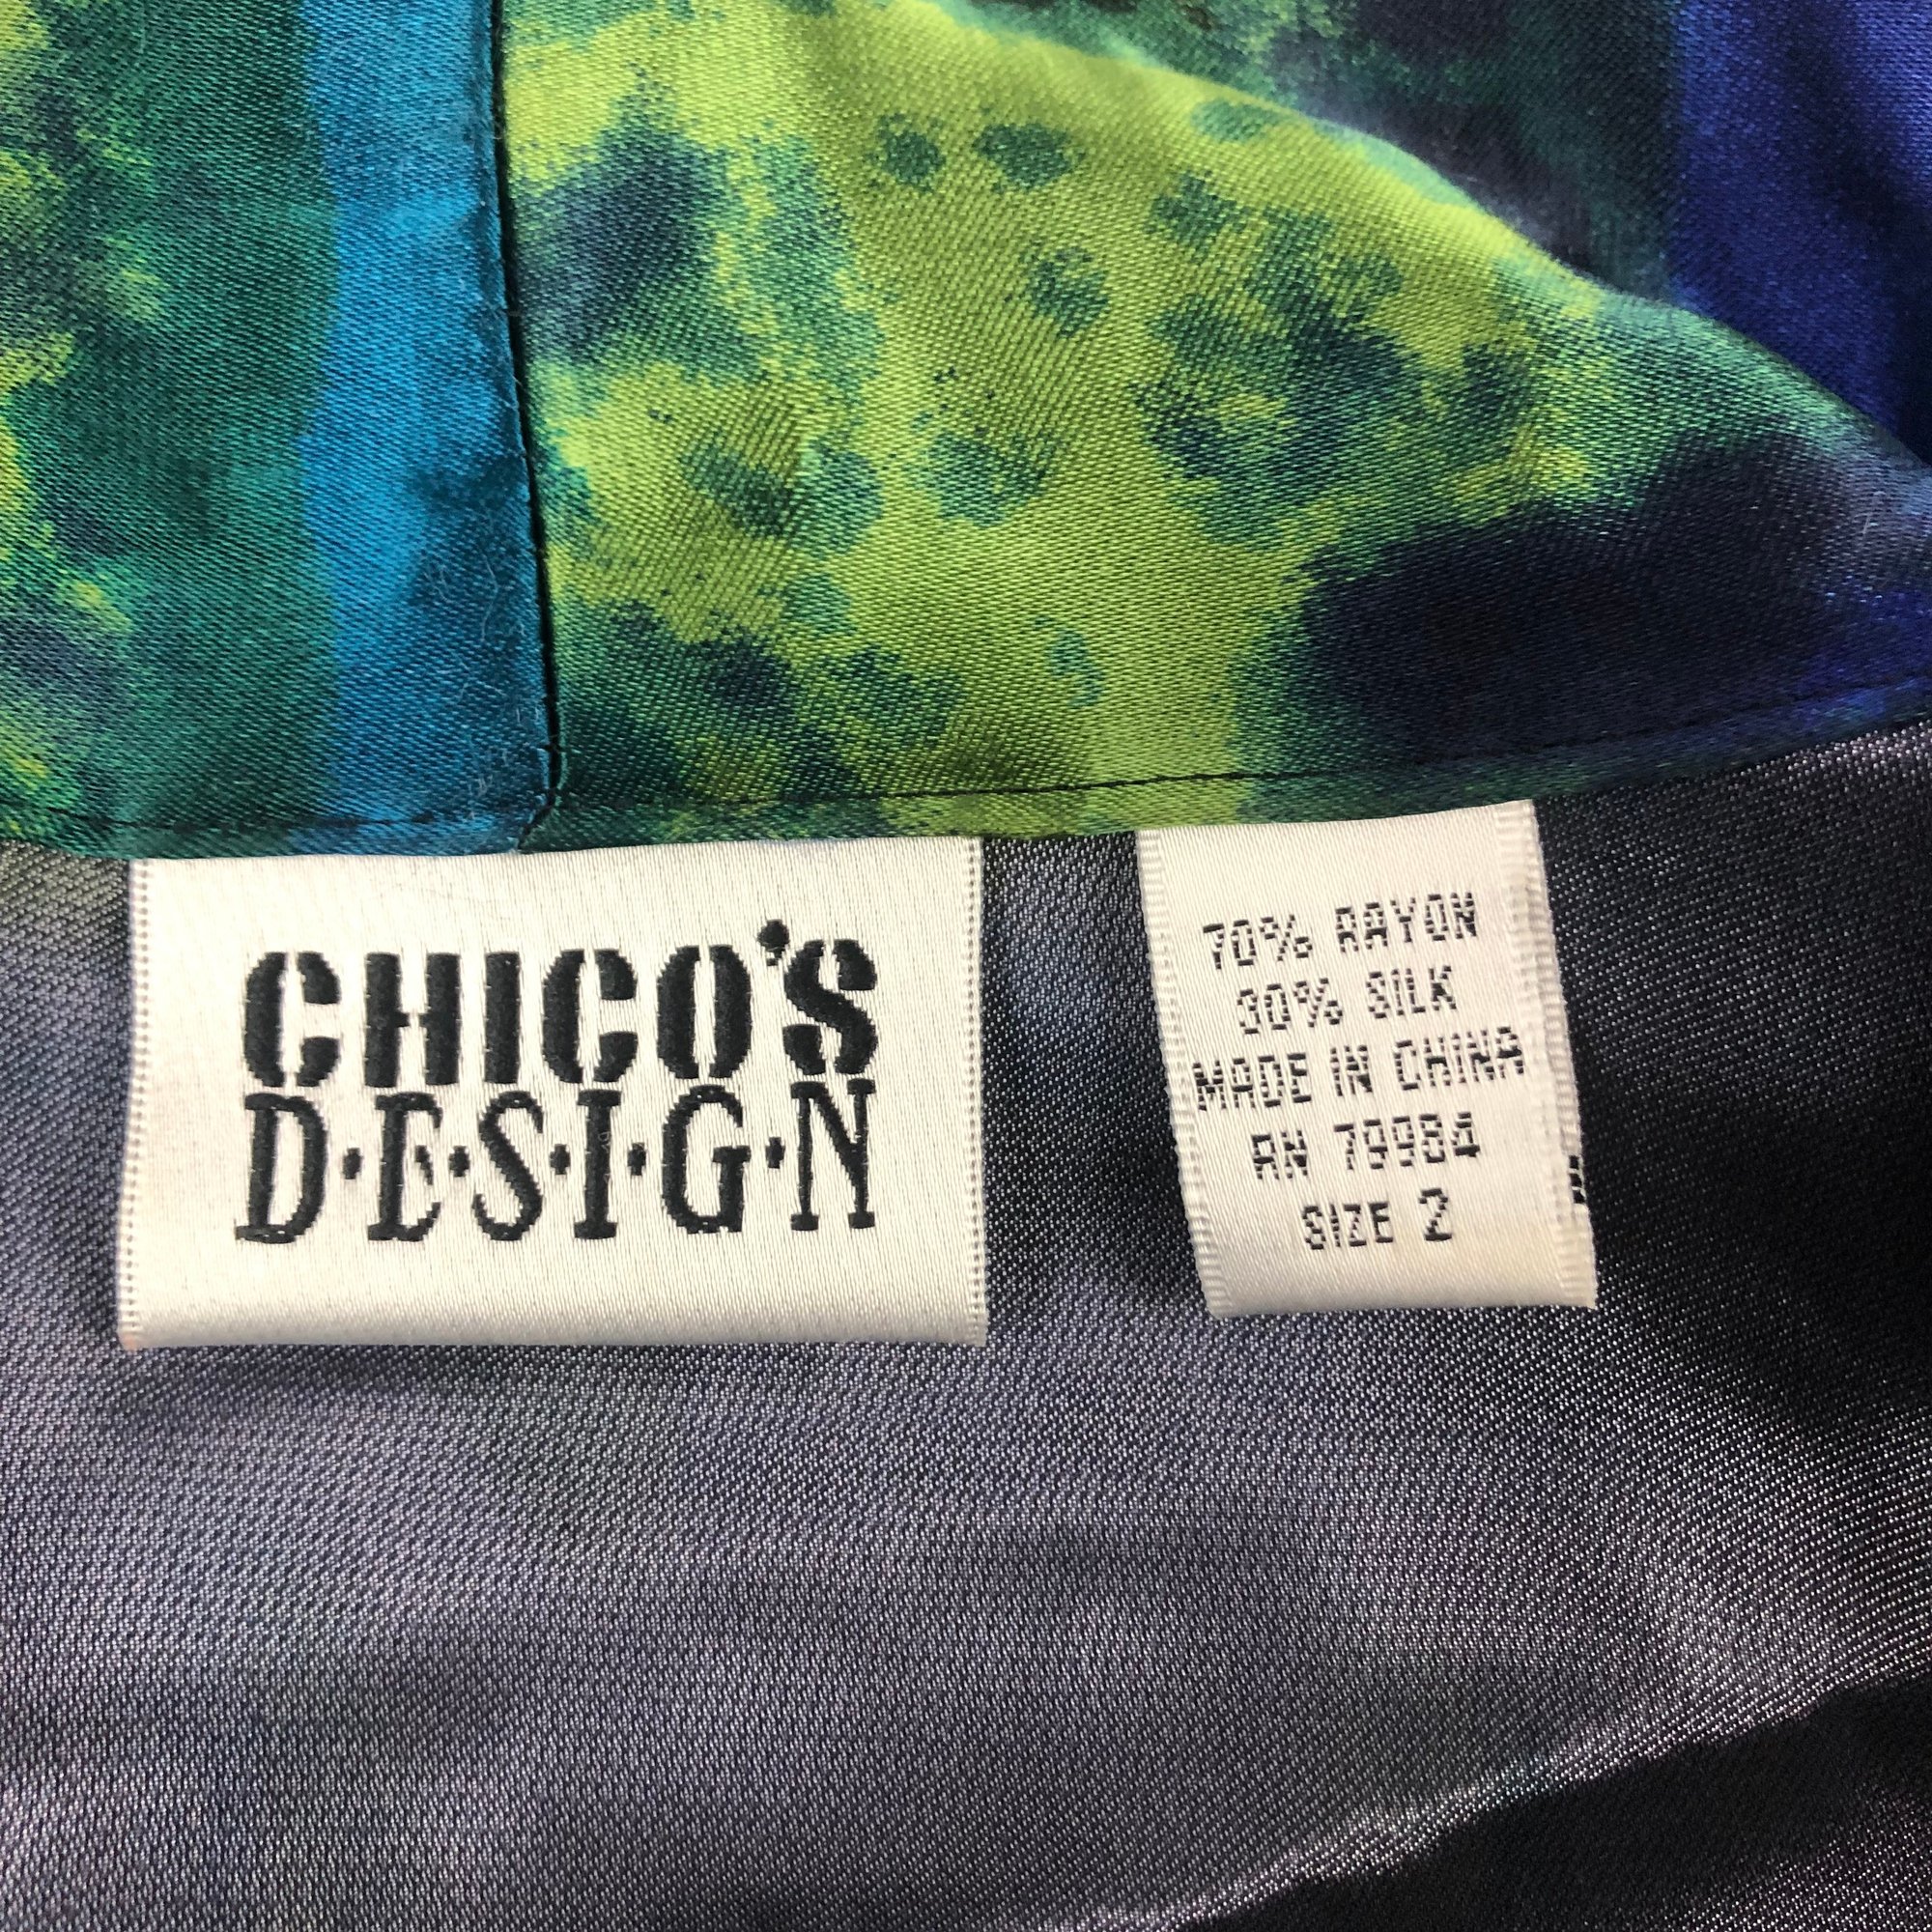 CHICO'S
D·E·S·I·G·N
70% RAYON
30% SILK
MADE IN CHINA
RN 79984
SIZE 2